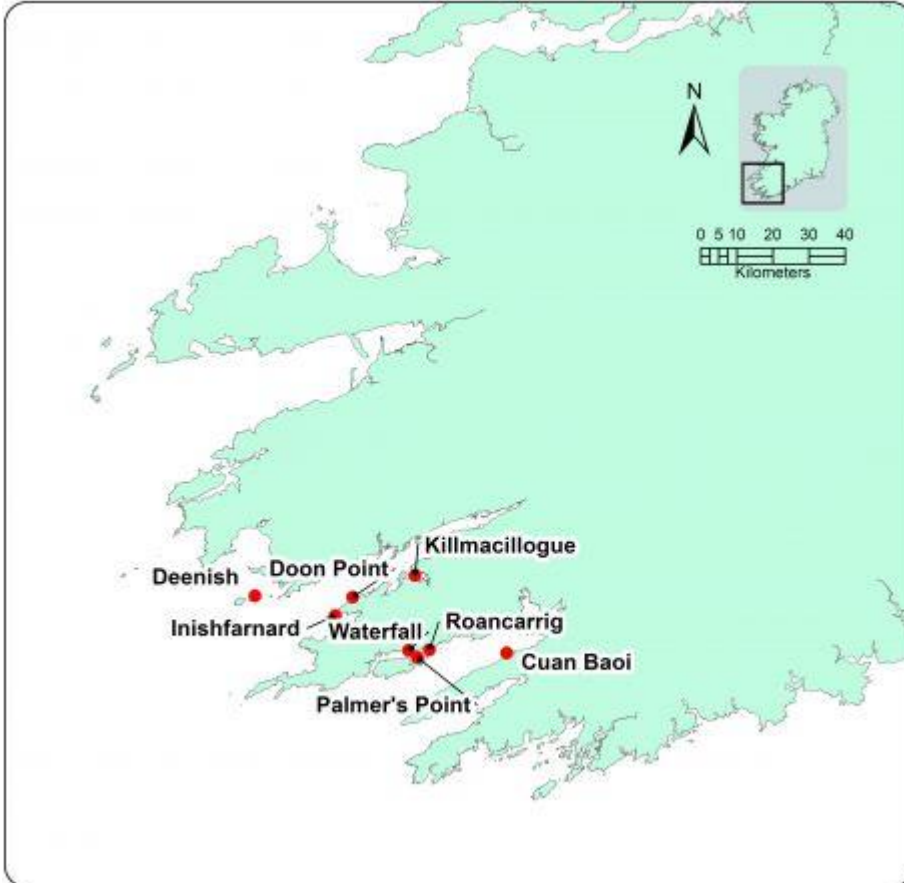 N
0 5 10 20 30 40
Kilometers
Killmacillogue
Deenish
Doon Point
Inishfarnard
Waterfall
Roancarrig
Cuan Baoi
Palmer's Point